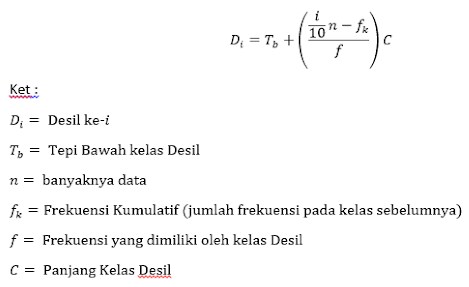 D_i = T_b + \left( \frac{\frac{i}{10}n - f_k}{f} \right) C
Ket :
D_i = Desil ke-i
T_b = Tepi Bawah kelas Desil
n = banyaknya data
f_k = Frekuensi Kumulatif (jumlah frekuensi pada kelas sebelumnya)
f = Frekuensi yang dimiliki oleh kelas Desil
C = Panjang Kelas Desil